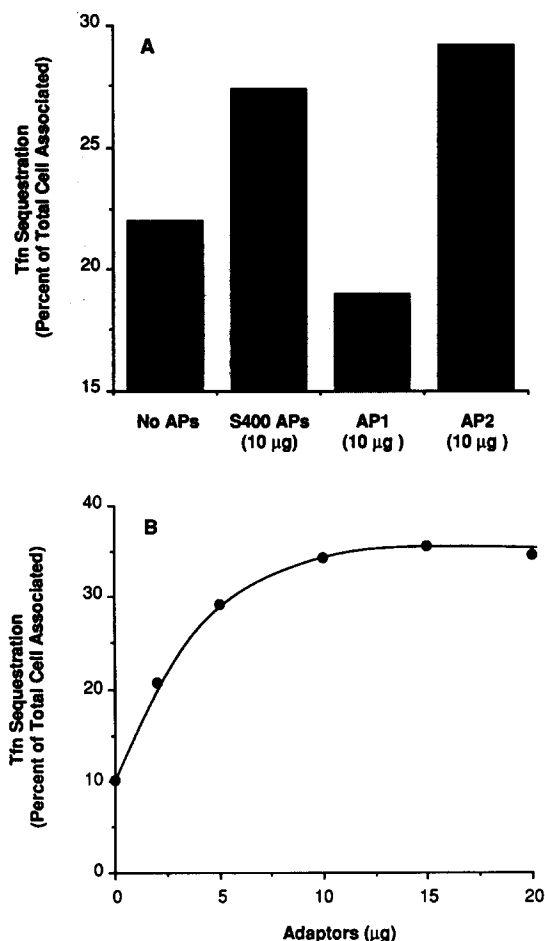 A
30
25
20
15
Tfn Sequestration
(Percent of Total Cell Associated)
No APs
S400 APs
(10 μg)
AP1
(10 μg )
AP2
(10 μg )
B
40
30
20
10
0
Tfn Sequestration
(Percent of Total Cell Associated)
0 5 10 15 20
Adaptors (μg)